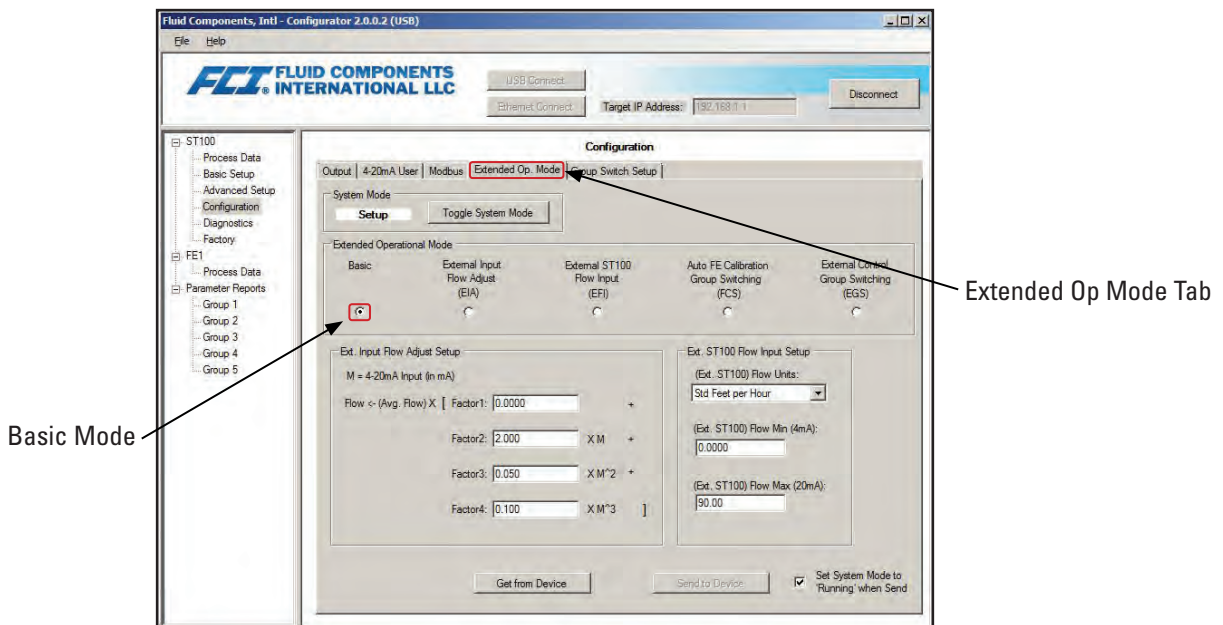 Fluid Components, Intl - Configurator 2.0.0.2 (USB)
File Help
FCI FLUID COMPONENTS
INTERNATIONAL LLC
®
USB Connect
Ethernet Connect
Target IP Address: 192.168.1.1
Disconnect
ST100
Process Data
Basic Setup
Advanced Setup
Configuration
Diagnostics
Factory
FE1
Process Data
Parameter Reports
Group 1
Group 2
Group 3
Group 4
Group 5
Configuration
Output 4-20mA User Modbus Extended Op. Mode Group Switch Setup
System Mode
Setup Toggle System Mode
Extended Operational Mode
Basic
External Input
Flow Adjust
(EIA)
External ST100
Flow Input
(EFI)
Auto FE Calibration
Group Switching
(FCS)
External Control
Group Switching
(EGS)
Ext. Input Flow Adjust Setup
M = 4-20mA Input (in mA)
Flow <- (Avg. Flow) X [ Factor1: 0.0000 +
Factor2: 2.000 X M +
Factor3: 0.050 X M^2 +
Factor4: 0.100 X M^3 ]
Ext. ST100 Flow Input Setup
(Ext. ST100) Flow Units:
Std Feet per Hour
(Ext. ST100) Flow Min (4mA):
0.0000
(Ext. ST100) Flow Max (20mA):
90.00
Get from Device
Send to Device
Set System Mode to
'Running' when Send
Extended Op Mode Tab
Basic Mode